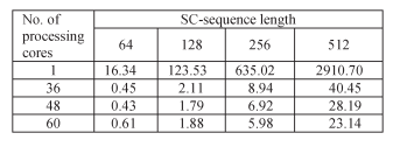 No. of
processing
cores
SC-sequence length
64 128 256 512
1 16.34 123.53 635.02 2910.70
36 0.45 2.11 8.94 40.45
48 0.43 1.79 6.92 28.19
60 0.61 1.88 5.98 23.14